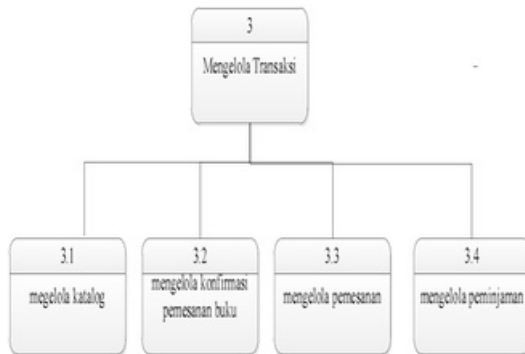 3
Mengelola Transaksi
3.1
megelola katalog
3.2
mengelola konfirmasi
pemesanan buku
3.3
mengelola pemesanan
3.4
mengelola peminjaman